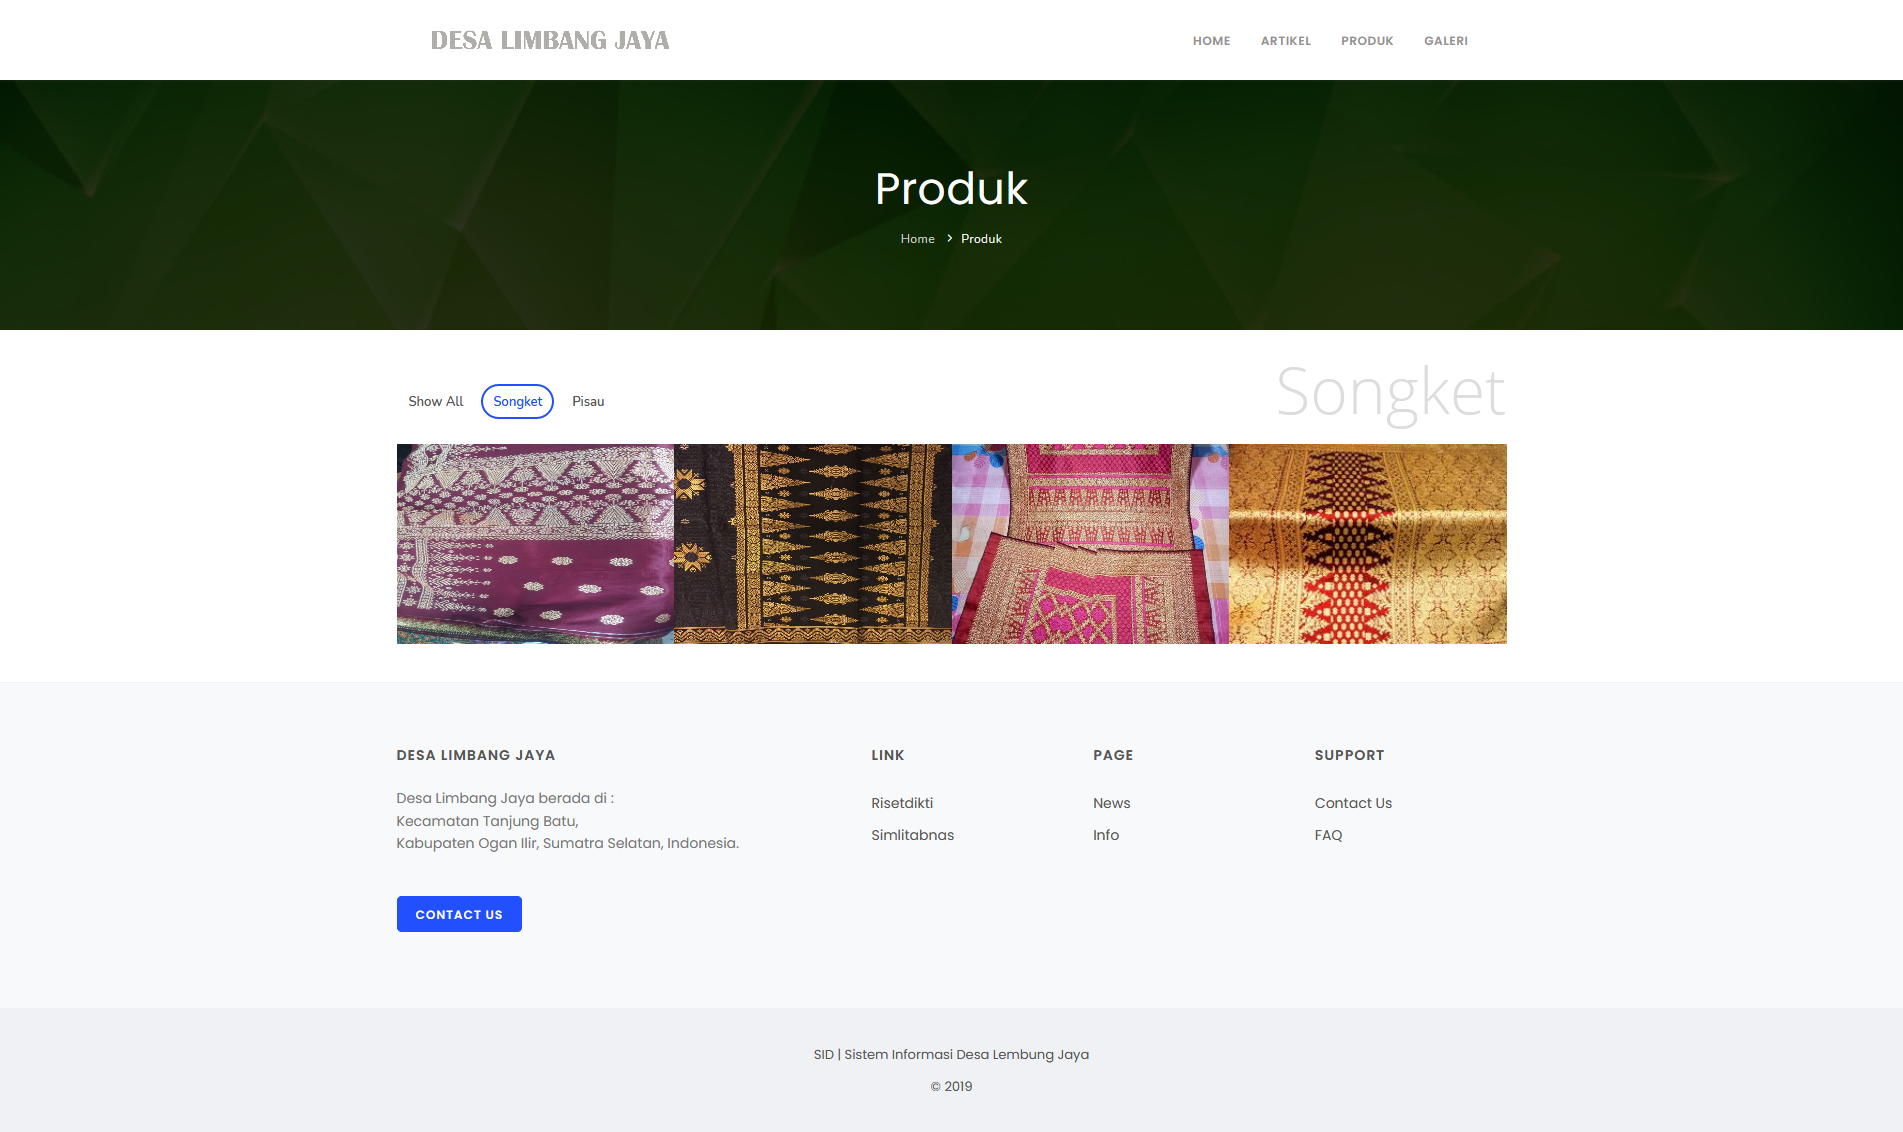 DESA LIMBANG JAYA
HOME ARTIKEL PRODUK GALERI
Produk
Home > Produk
Show All Songket Pisau
Songket
DESA LIMBANG JAYA
Desa Limbang Jaya berada di :
Kecamatan Tanjung Batu,
Kabupaten Ogan Ilir, Sumatra Selatan, Indonesia.
CONTACT US
LINK
Risetdikti
Simlitabnas
PAGE
News
Info
SUPPORT
Contact Us
FAQ
SID | Sistem Informasi Desa Lembung Jaya
© 2019